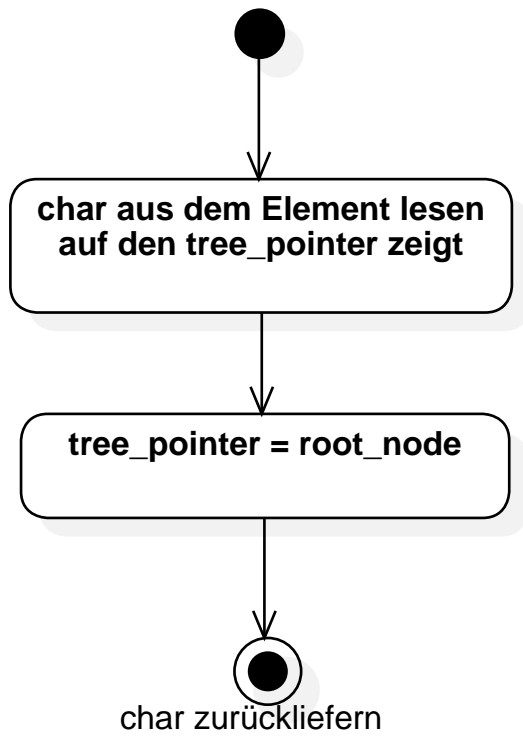 char aus dem Element lesen
auf den tree_pointer zeigt
tree_pointer = root_node
char zurückliefern